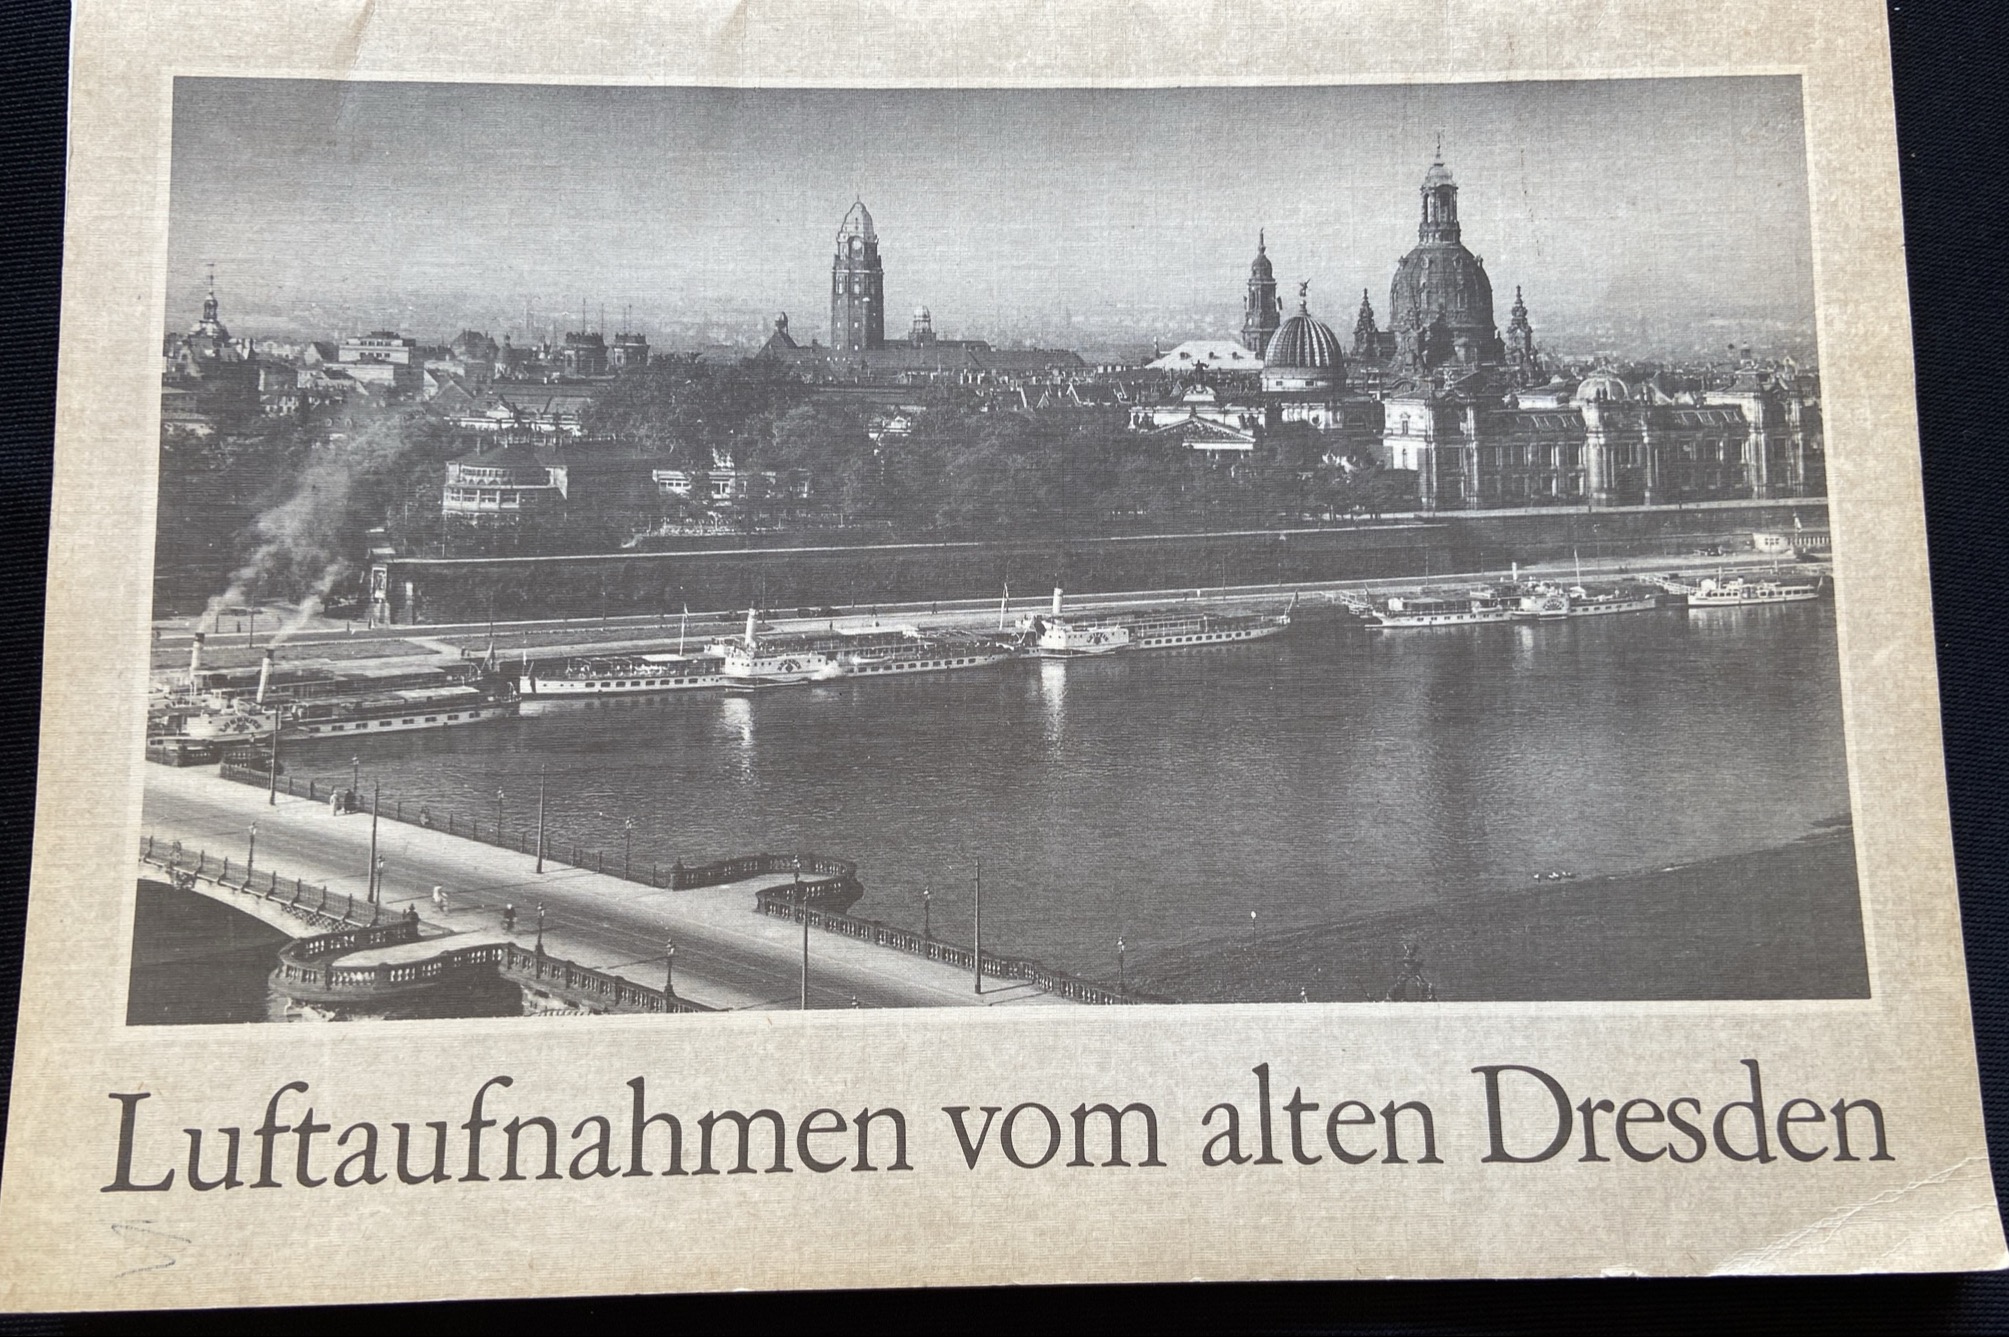 Luftaufnahmen vom alten Dresden